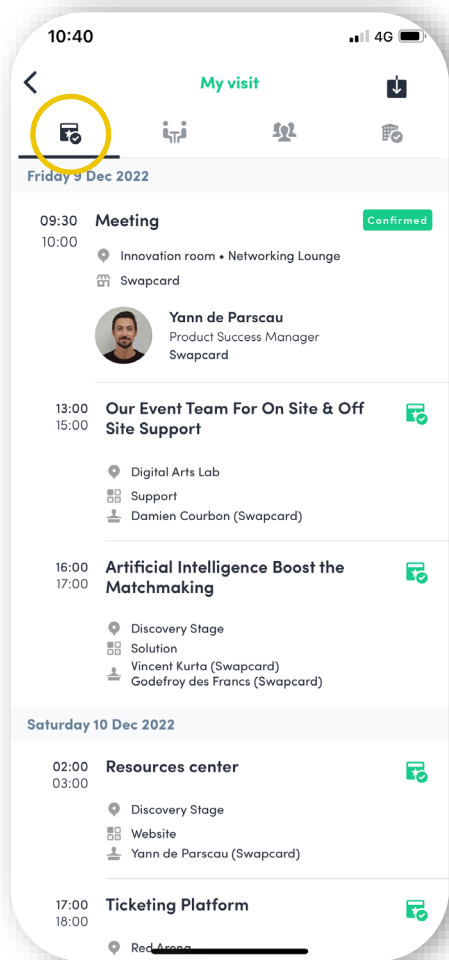 10:40
4G
My visit
Friday 9 Dec 2022
09:30 Meeting Confirmed
10:00
Innovation room • Networking Lounge
Swapcard
Yann de Parscau
Product Success Manager
Swapcard
13:00 Our Event Team For On Site & Off
15:00 Site Support
Digital Arts Lab
Support
Damien Courbon (Swapcard)
16:00 Artificial Intelligence Boost the
17:00 Matchmaking
Discovery Stage
Solution
Vincent Kurta (Swapcard)
Godefroy des Francs (Swapcard)
Saturday 10 Dec 2022
02:00 Resources center
03:00
Discovery Stage
Website
Yann de Parscau (Swapcard)
17:00 Ticketing Platform
18:00
Red Arena